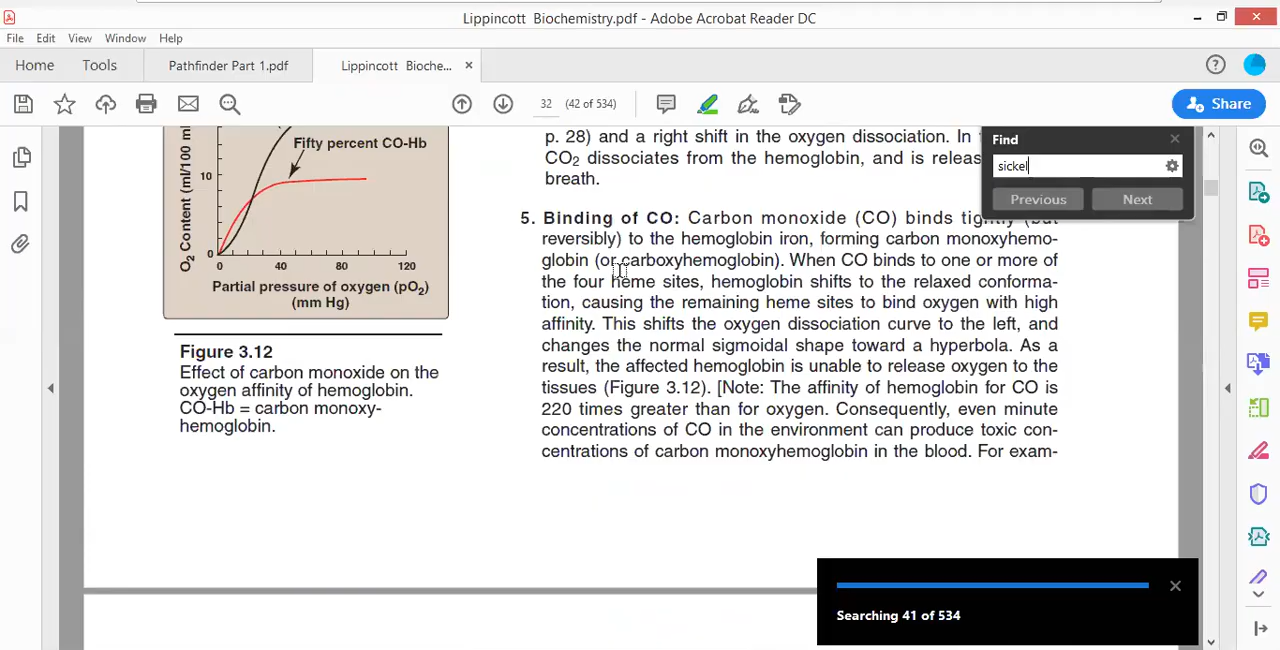 Lippincott Biochemistry.pdf - Adobe Acrobat Reader DC
File Edit View Window Help
Home Tools Pathfinder Part 1.pdf Lippincott Bioche... ×
32 (42 of 534) Share
Find
sickel
Previous Next
O2 Content (ml/100 ml
Fifty percent CO-Hb
10
0
0 40 80 120
Partial pressure of oxygen (pO2)
(mm Hg)
Figure 3.12
Effect of carbon monoxide on the
oxygen affinity of hemoglobin.
CO-Hb = carbon monoxy-
hemoglobin.
p. 28) and a right shift in the oxygen dissociation. In
CO2 dissociates from the hemoglobin, and is
breath.
5. Binding of CO: Carbon monoxide (CO) binds tightly (but
reversibly) to the hemoglobin iron, forming carbon monoxyhemo-
globin (or carboxyhemoglobin). When CO binds to one or more of
the four heme sites, hemoglobin shifts to the relaxed conforma-
tion, causing the remaining heme sites to bind oxygen with high
affinity. This shifts the oxygen dissociation curve to the left, and
changes the normal sigmoidal shape toward a hyperbola. As a
result, the affected hemoglobin is unable to release oxygen to the
tissues (Figure 3.12). [Note: The affinity of hemoglobin for CO is
220 times greater than for oxygen. Consequently, even minute
concentrations of CO in the environment can produce toxic con-
centrations of carbon monoxyhemoglobin in the blood. For exam-
Searching 41 of 534